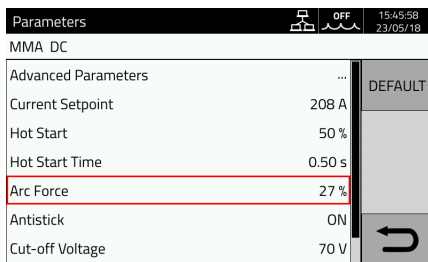 Parameters
OFF
15:45:58
23/05/18
MMA DC
Advanced Parameters ...
DEFAULT
Current Setpoint 208 A
Hot Start 50 %
Hot Start Time 0.50 s
Arc Force 27 %
Antistick ON
Cut-off Voltage 70 V